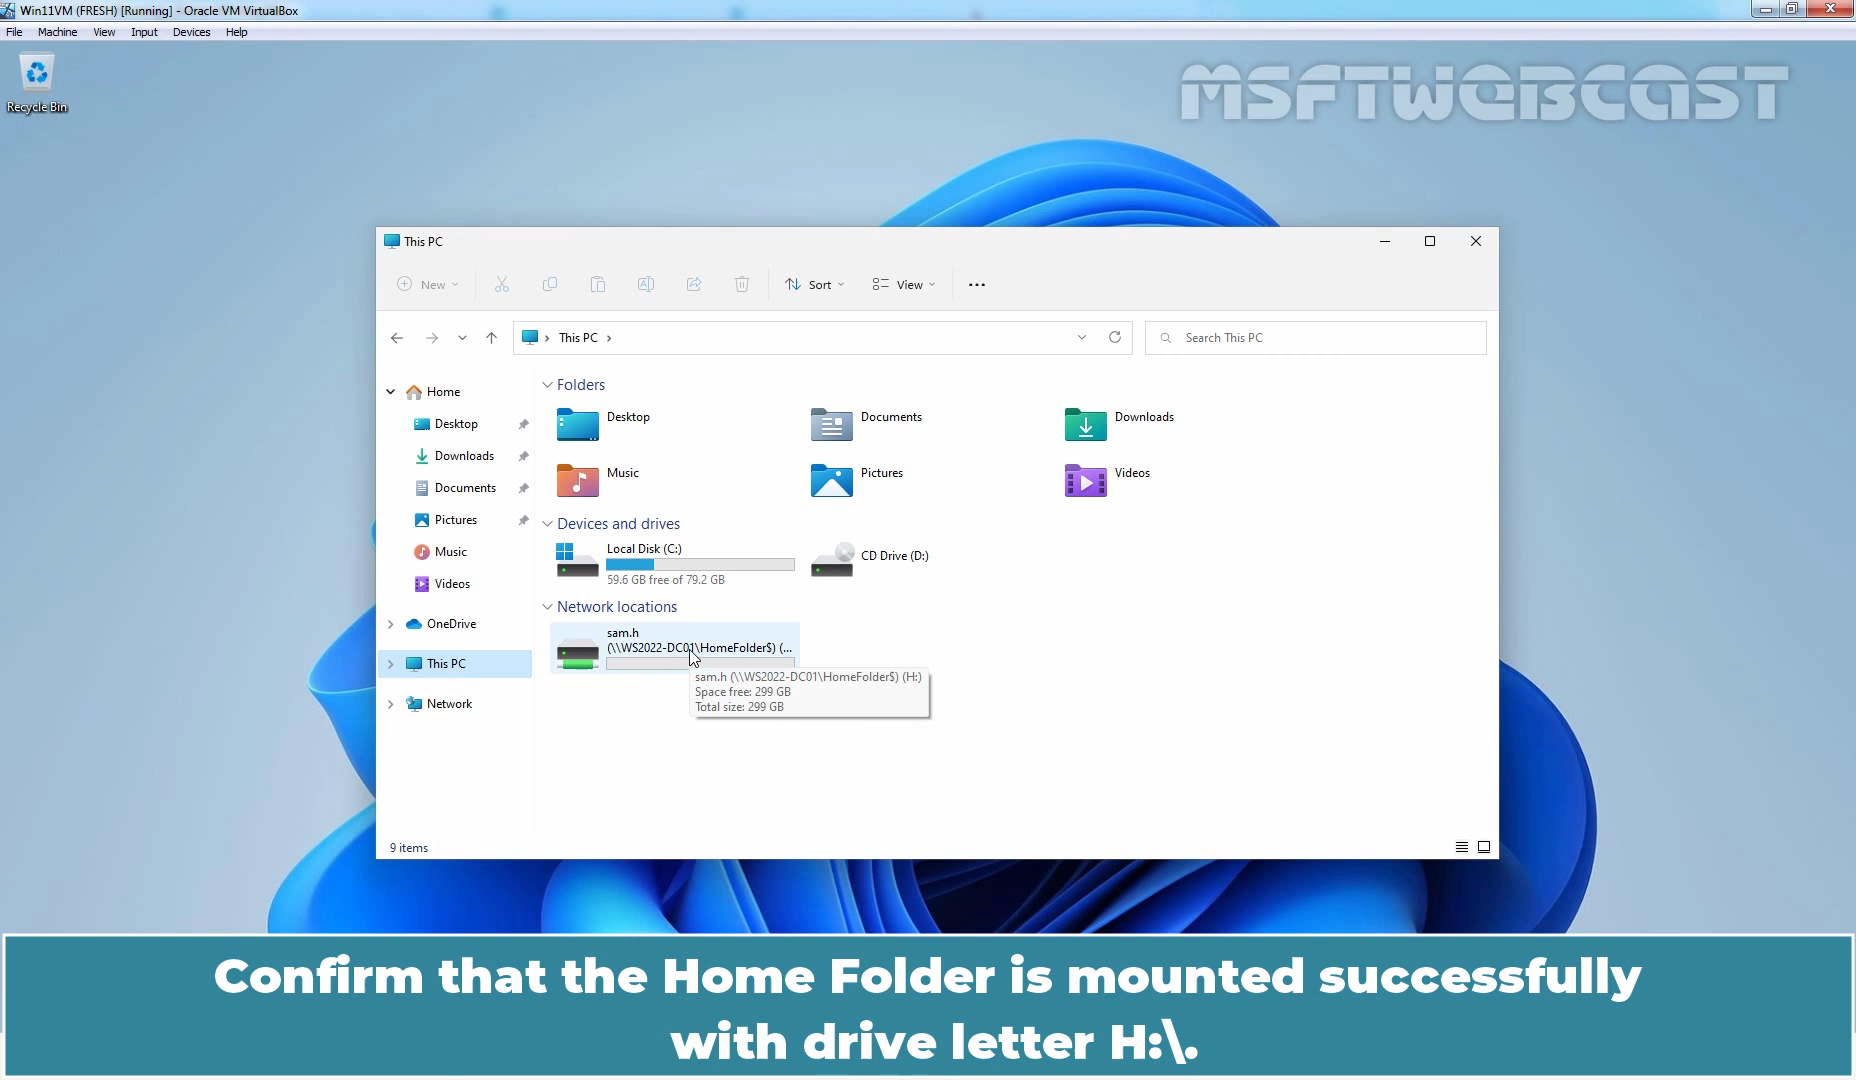 Win11VM (FRESH) [Running] - Oracle VM VirtualBox
File Machine View Input Devices Help
Recycle Bin
MSFTWEBCAST
This PC
New Sort View
This PC
Search This PC
Home
Desktop
Downloads
Documents
Pictures
Music
Videos
OneDrive
This PC
Network
Folders
Desktop
Documents
Downloads
Music
Pictures
Videos
Devices and drives
Local Disk (C:)
59.6 GB free of 79.2 GB
CD Drive (D:)
Network locations
sam.h
(\\WS2022-DC01\HomeFolder$) (...
sam.h (\\WS2022-DC01\HomeFolder$) (H:)
Space free: 299 GB
Total size: 299 GB
9 items
Confirm that the Home Folder is mounted successfully
with drive letter H:\.